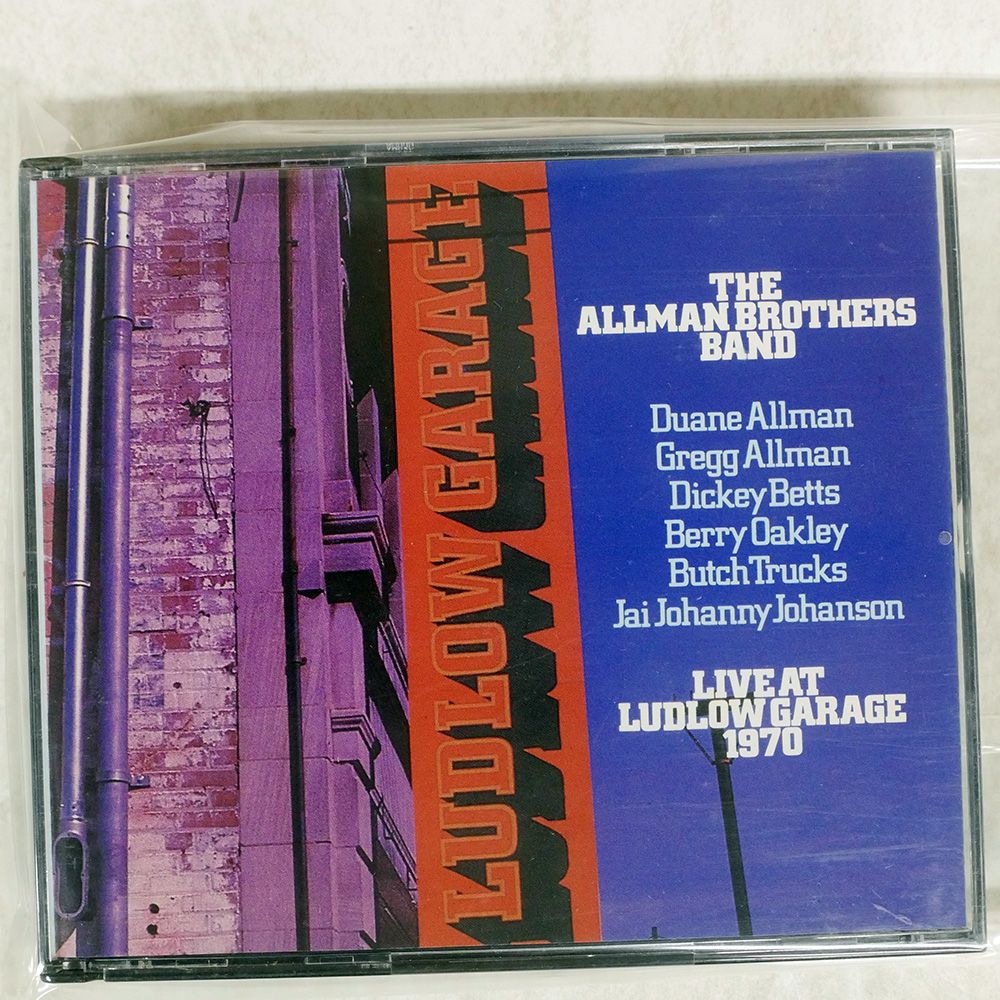 LUDLOW GARAGE
THE
ALLMAN BROTHERS
BAND
Duane Allman
Gregg Allman
Dickey Betts
Berry Oakley
Butch Trucks
Jai Johanny Johanson
LIVE AT
LUDLOW GARAGE
1970